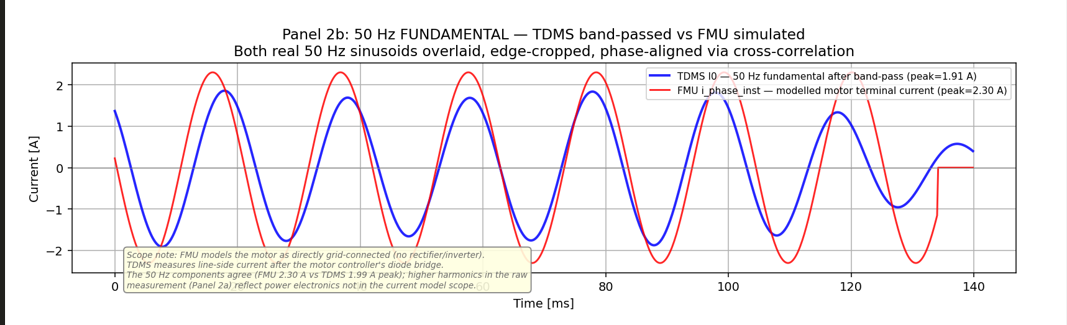 Panel 2b: 50 Hz FUNDAMENTAL — TDMS band-passed vs FMU simulated
Both real 50 Hz sinusoids overlaid, edge-cropped, phase-aligned via cross-correlation
TDMS I0 — 50 Hz fundamental after band-pass (peak=1.91 A)
FMU i_phase_inst — modelled motor terminal current (peak=2.30 A)
Current [A]
2
1
0
−1
−2
Scope note: FMU models the motor as directly grid-connected (no rectifier/inverter).
TDMS measures line-side current after the motor controller's diode bridge.
The 50 Hz components agree (FMU 2.30 A vs TDMS 1.99 A peak); higher harmonics in the raw
measurement (Panel 2a) reflect power electronics not in the current model scope.
0 60 80 100 120 140
Time [ms]